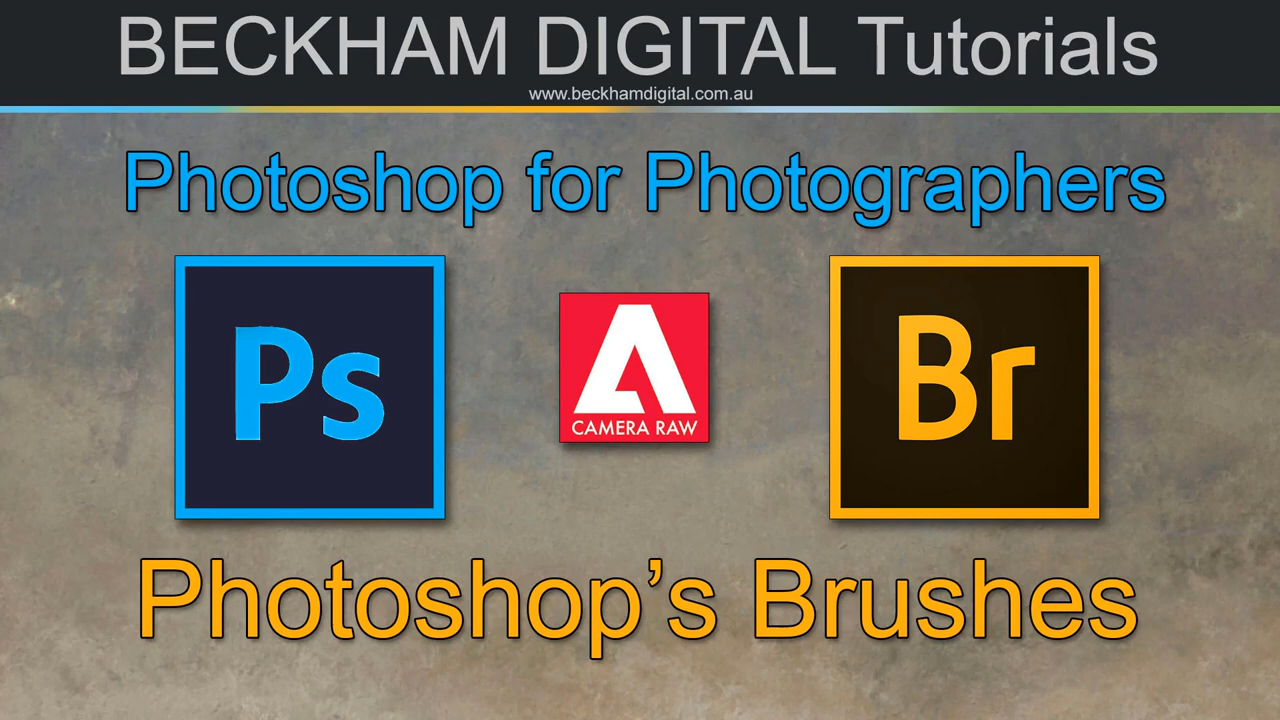 BECKHAM DIGITAL Tutorials
www.beckhamdigital.com.au
Photoshop for Photographers
Ps
CAMERA RAW
Br
Photoshop’s Brushes